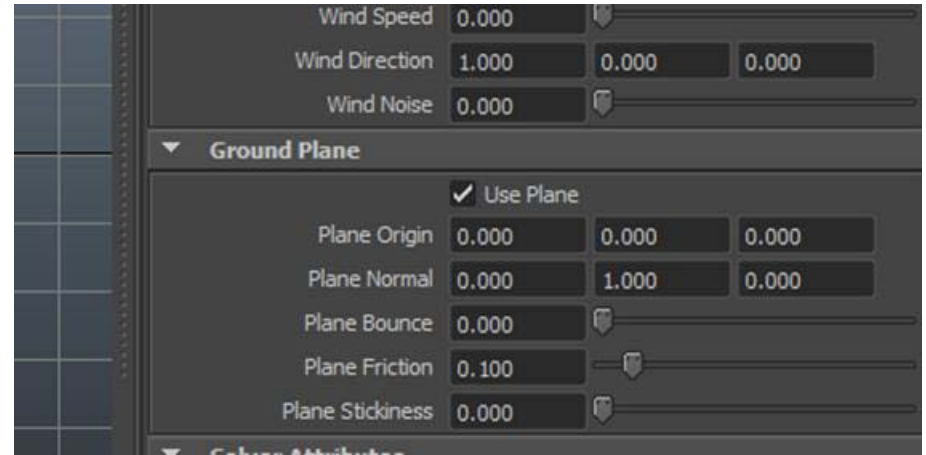 Wind Speed 0.000
Wind Direction 1.000 0.000 0.000
Wind Noise 0.000
Ground Plane
Use Plane
Plane Origin 0.000 0.000 0.000
Plane Normal 0.000 1.000 0.000
Plane Bounce 0.000
Plane Friction 0.100
Plane Stickiness 0.000
Solver Attributes